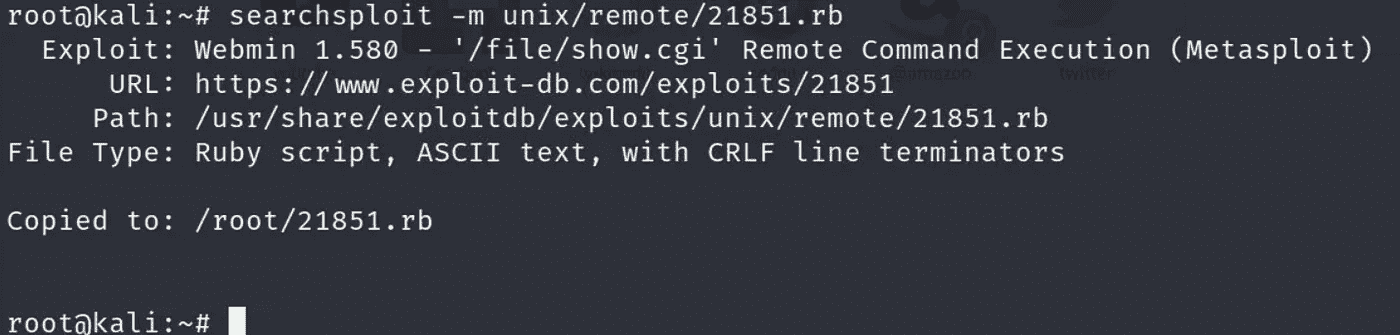 root@kali:~# searchsploit -m unix/remote/21851.rb
Exploit: Webmin 1.580 - '/file/show.cgi' Remote Command Execution (Metasploit)
URL: https://www.exploit-db.com/exploits/21851
Path: /usr/share/exploitdb/exploits/unix/remote/21851.rb
File Type: Ruby script, ASCII text, with CRLF line terminators
Copied to: /root/21851.rb
root@kali:~#